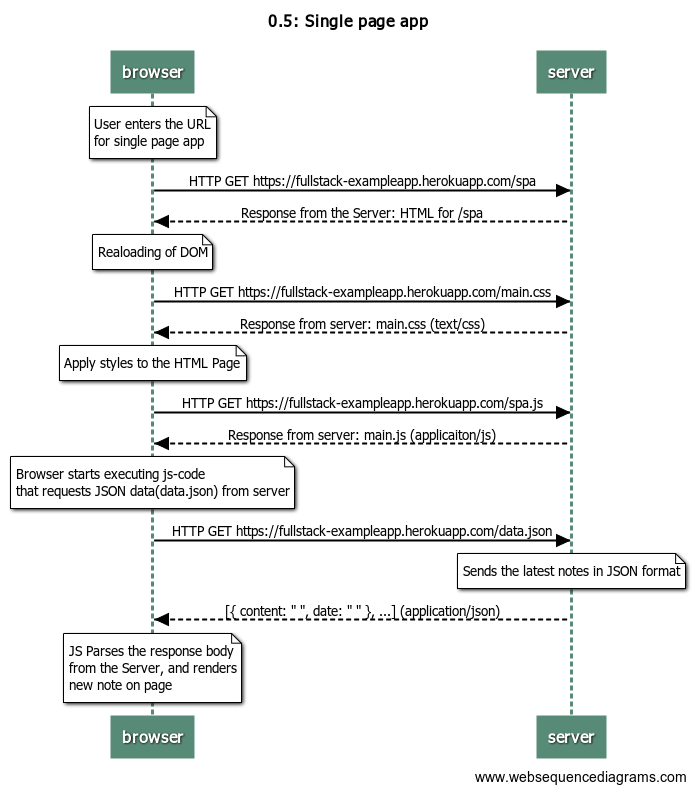 0.5: Single page app
browser
server
User enters the URL
for single page app
HTTP GET https://fullstack-exampleapp.herokuapp.com/spa
Response from the Server: HTML for /spa
Realoading of DOM
HTTP GET https://fullstack-exampleapp.herokuapp.com/main.css
Response from server: main.css (text/css)
Apply styles to the HTML Page
HTTP GET https://fullstack-exampleapp.herokuapp.com/spa.js
Response from server: main.js (applicaiton/js)
Browser starts executing js-code
that requests JSON data(data.json) from server
HTTP GET https://fullstack-exampleapp.herokuapp.com/data.json
Sends the latest notes in JSON format
[{ content: " ", date: " " }, ...] (application/json)
JS Parses the response body
from the Server, and renders
new note on page
browser
server
www.websequencediagrams.com